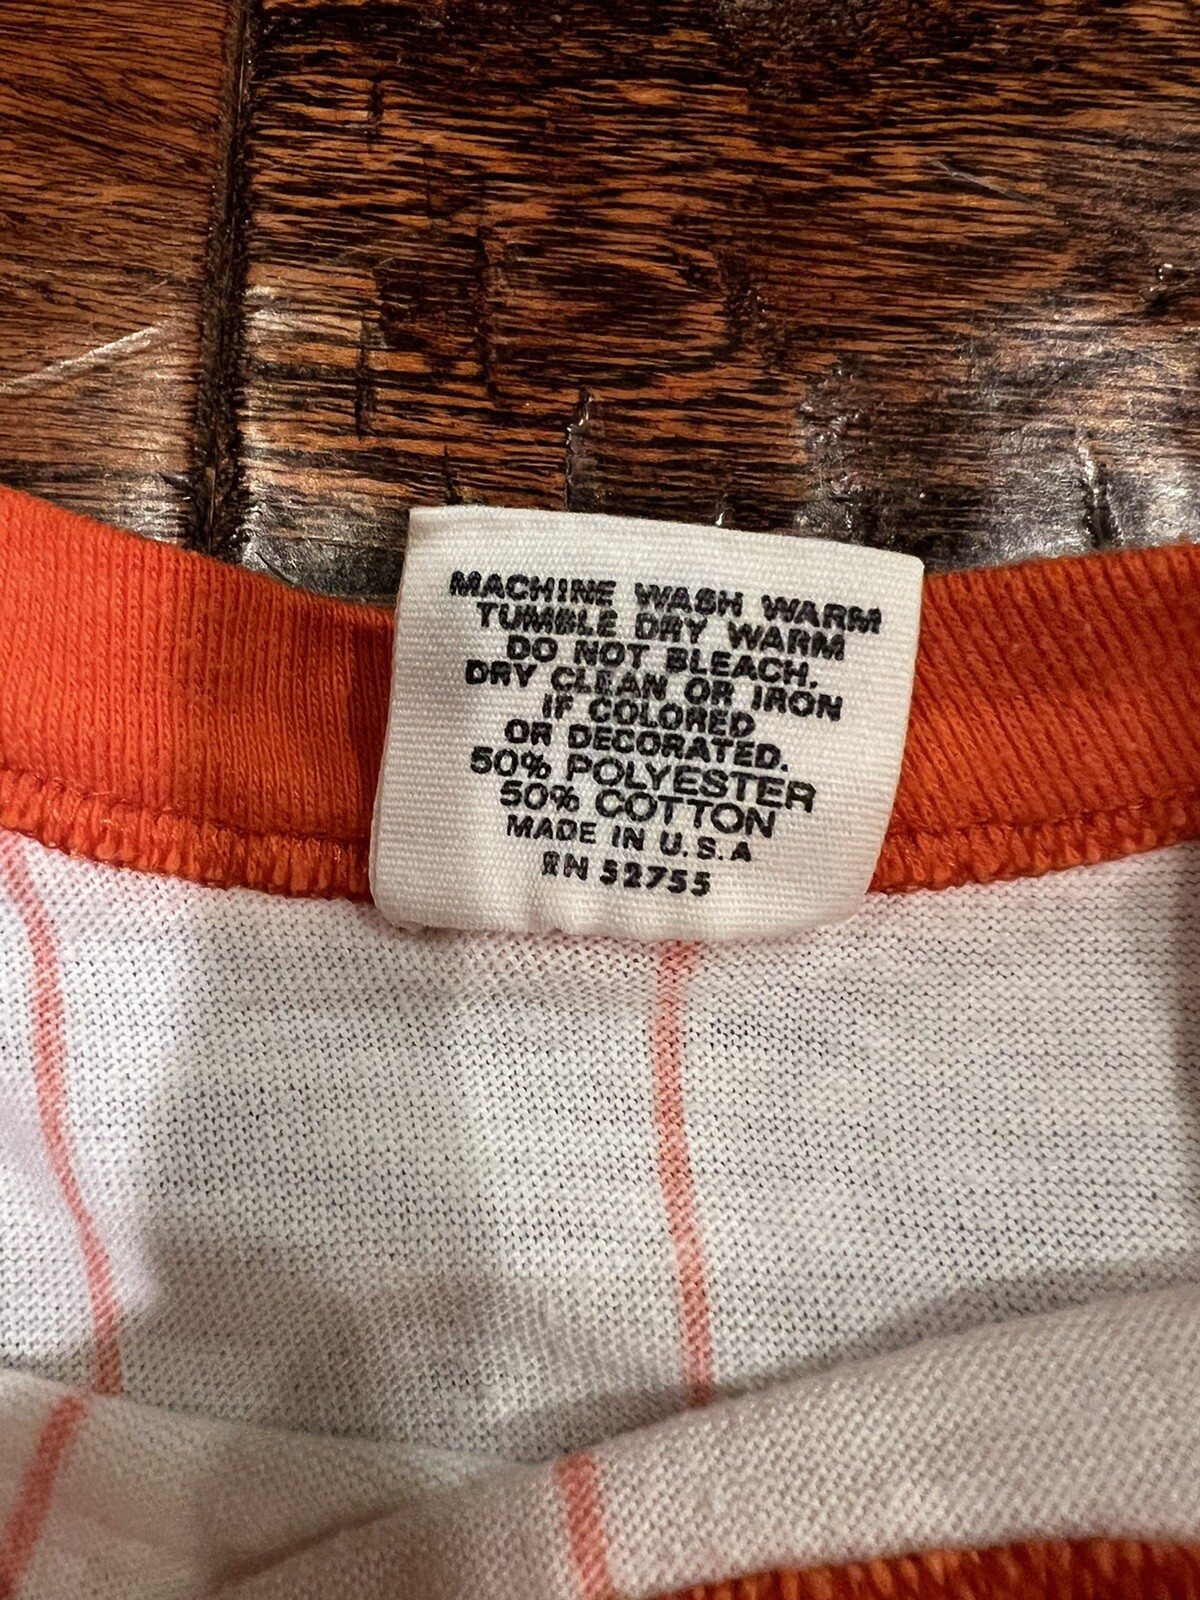 MACHINE WASH WARM
TUMBLE DRY WARM
DO NOT BLEACH.
DRY CLEAN OR IRON
IF COLORED
OR DECORATED.
50% POLYESTER
50% COTTON
MADE IN U.S.A
RN 52755